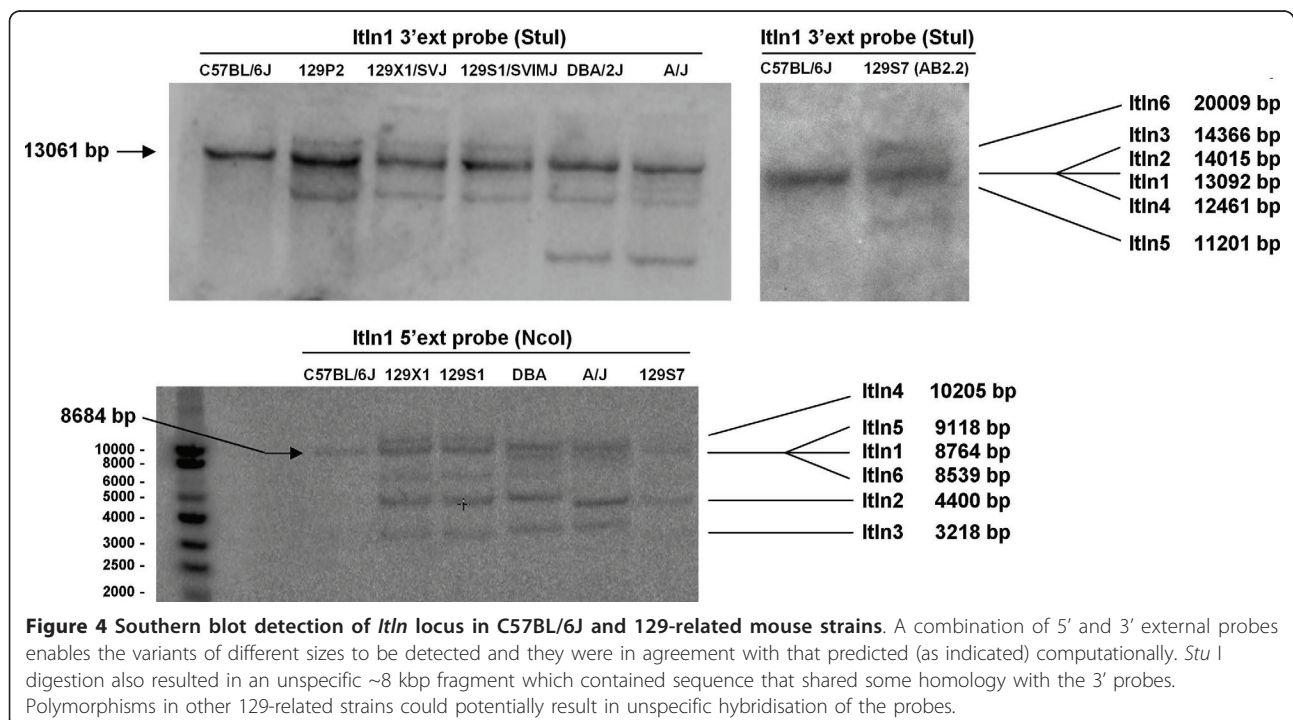 Itln1 3'ext probe (StuI)
C57BL/6J 129P2 129X1/SVJ 129S1/SVIMJ DBA/2J A/J
13061 bp
Itln1 3'ext probe (StuI)
C57BL/6J 129S7 (AB2.2)
Itln6 20009 bp
Itln3 14366 bp
Itln2 14015 bp
Itln1 13092 bp
Itln4 12461 bp
Itln5 11201 bp
Itln1 5'ext probe (NcoI)
C57BL/6J 129X1 129S1 DBA A/J 129S7
8684 bp
10000 -
8000 -
6000 -
5000 -
4000 -
3000 -
2500 -
2000 -
Itln4 10205 bp
Itln5 9118 bp
Itln1 8764 bp
Itln6 8539 bp
Itln2 4400 bp
Itln3 3218 bp
Figure 4 Southern blot detection of Itln locus in C57BL/6J and 129-related mouse strains. A combination of 5' and 3' external probes
enables the variants of different sizes to be detected and they were in agreement with that predicted (as indicated) computationally. Stu I
digestion also resulted in an unspecific ~8 kbp fragment which contained sequence that shared some homology with the 3' probes.
Polymorphisms in other 129-related strains could potentially result in unspecific hybridisation of the probes.